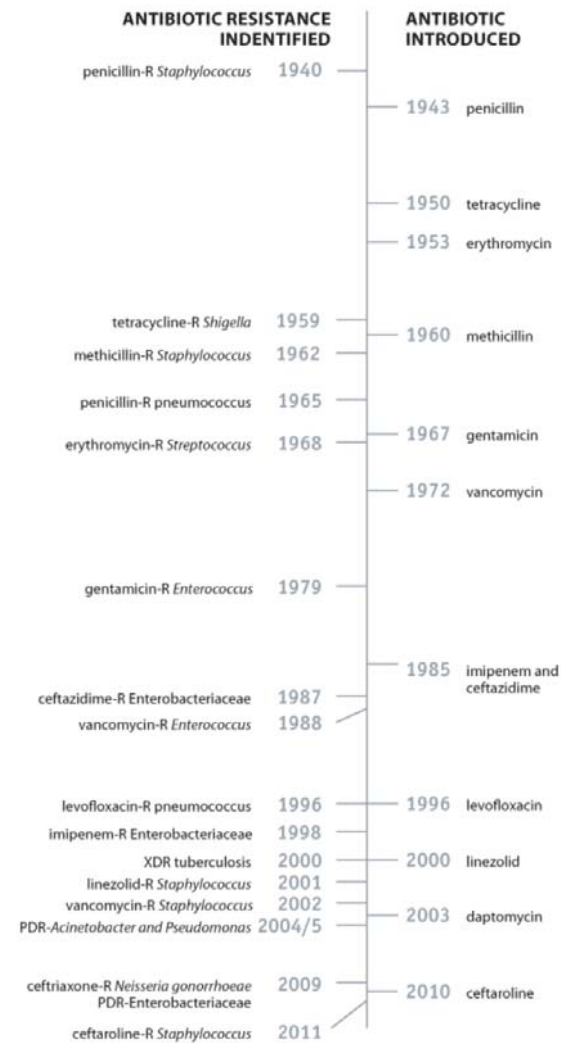 ANTIBIOTIC RESISTANCE
INDENTIFIED
ANTIBIOTIC
INTRODUCED
penicillin-R Staphylococcus 1940
1943 penicillin
1950 tetracycline
1953 erythromycin
tetracycline-R Shigella 1959
1960 methicillin
methicillin-R Staphylococcus 1962
penicillin-R pneumococcus 1965
1967 gentamicin
erythromycin-R Streptococcus 1968
1972 vancomycin
gentamicin-R Enterococcus 1979
1985 imipenem and
ceftazidime
ceftazidime-R Enterobacteriaceae 1987
vancomycin-R Enterococcus 1988
levofloxacin-R pneumococcus 1996
1996 levofloxacin
imipenem-R Enterobacteriaceae 1998
XDR tuberculosis 2000
2000 linezolid
linezolid-R Staphylococcus 2001
vancomycin-R Staphylococcus 2002
2003 daptomycin
PDR-Acinetobacter and Pseudomonas 2004/5
ceftriaxone-R Neisseria gonorrhoeae 2009
PDR-Enterobacteriaceae
2010 ceftaroline
ceftaroline-R Staphylococcus 2011